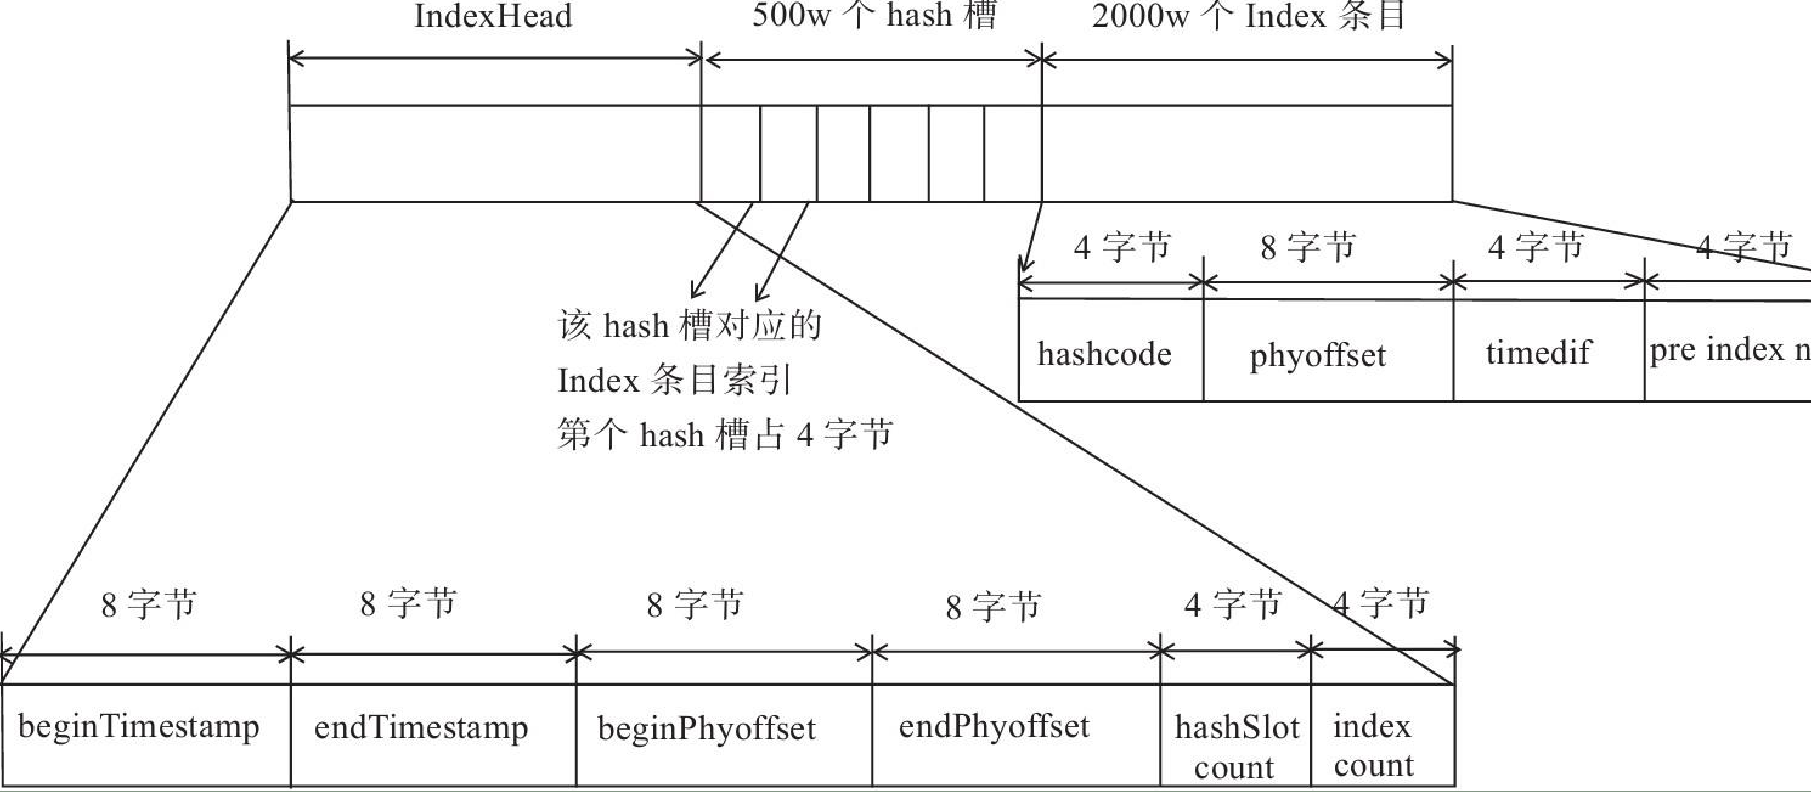 IndexHead
500w 个 hash 槽
2000w 个 Index 条目
4 字节
8 字节
4 字节
4 字节
hashcode
phyoffset
timedif
pre index n
该 hash 槽对应的
Index 条目索引
第个 hash 槽占 4 字节
8 字节
8 字节
8 字节
8 字节
4 字节
4 字节
beginTimestamp
endTimestamp
beginPhyoffset
endPhyoffset
hashSlot
count
index
count